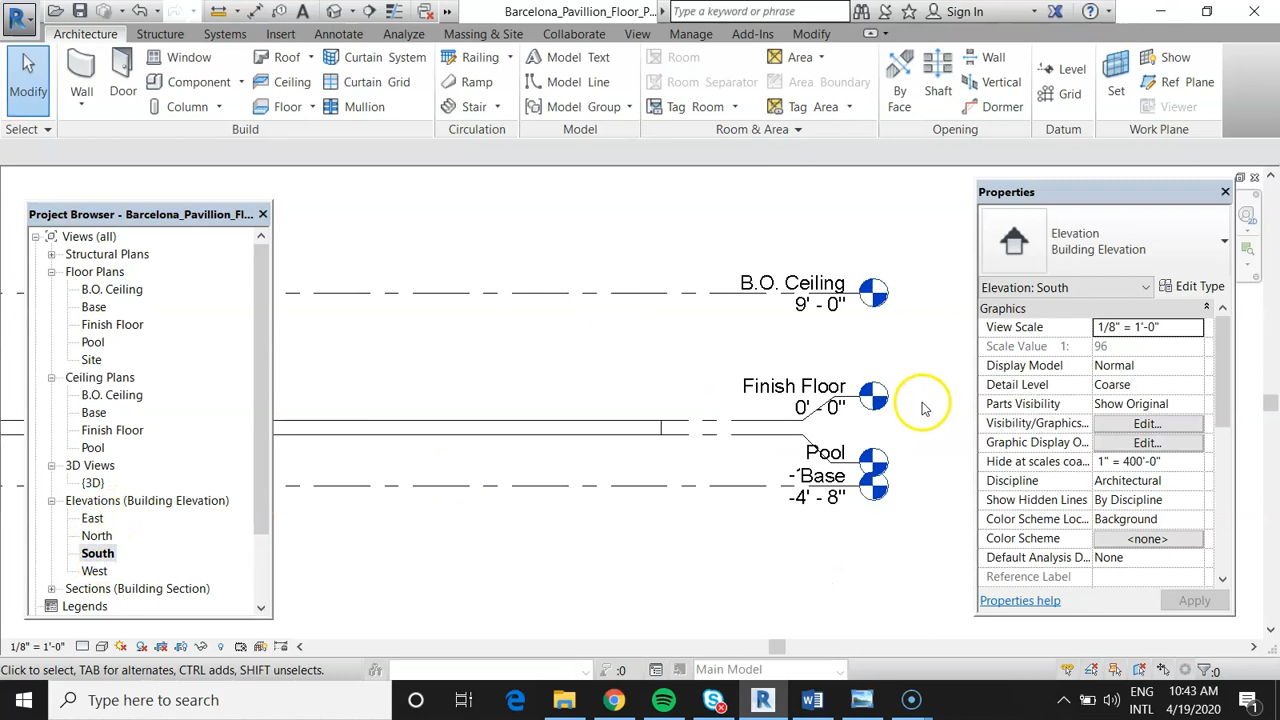 Barcelona_Pavillion_Floor_P...
Type a keyword or phrase
Sign In
R
Architecture Structure Systems Insert Annotate Analyze Massing & Site Collaborate View Manage Add-Ins Modify
Modify
Wall
Door
Window
Component
Column
Roof
Ceiling
Floor
Curtain System
Curtain Grid
Mullion
Railing
Ramp
Stair
Model Text
Model Line
Model Group
Room
Room Separator
Tag Room
Area
Area Boundary
Tag Area
By
Face
Shaft
Wall
Vertical
Dormer
Level
Grid
Set
Show
Ref Plane
Viewer
Select Build Circulation Model Room & Area Opening Datum Work Plane
Project Browser - Barcelona_Pavillion_Fl...
Views (all)
Structural Plans
Floor Plans
B.O. Ceiling
Base
Finish Floor
Pool
Site
Ceiling Plans
B.O. Ceiling
Base
Finish Floor
Pool
3D Views
{3D}
Elevations (Building Elevation)
East
North
South
West
Sections (Building Section)
Legends
B.O. Ceiling
9' - 0"
Finish Floor
0' - 0"
Pool
Base
-4' - 8"
Properties
Elevation
Building Elevation
Elevation: South
Edit Type
Graphics
View Scale 1/8" = 1'-0"
Scale Value 1: 96
Display Model Normal
Detail Level Coarse
Parts Visibility Show Original
Visibility/Graphics... Edit...
Graphic Display O... Edit...
Hide at scales coa... 1" = 400'-0"
Discipline Architectural
Show Hidden Lines By Discipline
Color Scheme Loc... Background
Color Scheme <none>
Default Analysis D... None
Reference Label
Properties help
Apply
1/8" = 1'-0"
Click to select, TAB for alternates, CTRL adds, SHIFT unselects.
:0
Main Model
:0
Type here to search
ENG
INTL
10:43 AM
4/19/2020